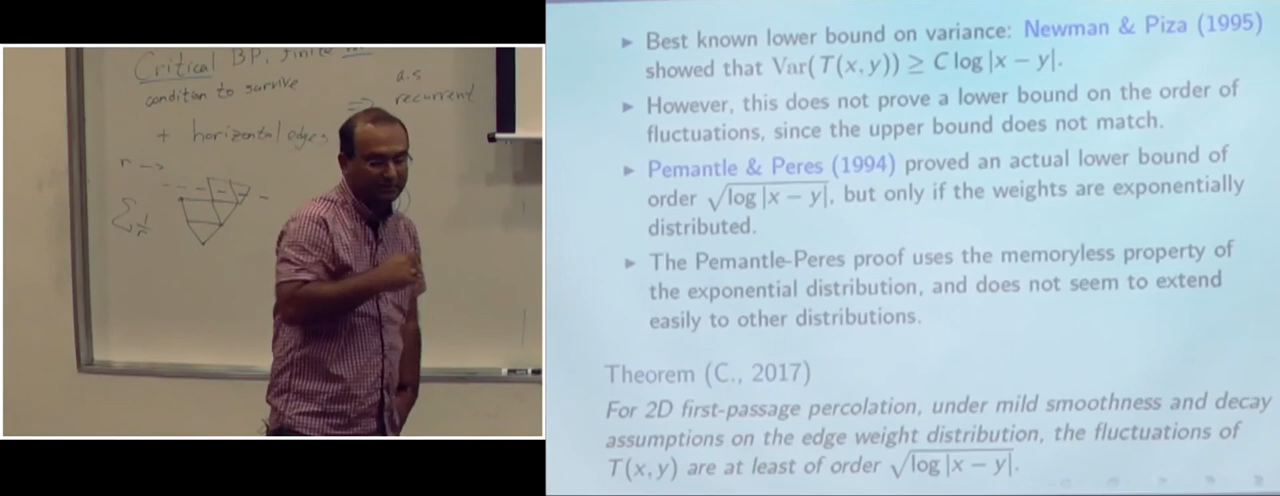 Critical BP, finite
condition to survive
a.s
⇒ recurrent
+ horizontal edges
r →
∑ 1/r
▸ Best known lower bound on variance: Newman & Piza (1995)
showed that Var(T(x, y)) ≥ C log |x − y|.
▸ However, this does not prove a lower bound on the order of
fluctuations, since the upper bound does not match.
▸ Pemantle & Peres (1994) proved an actual lower bound of
order √log |x − y|, but only if the weights are exponentially
distributed.
▸ The Pemantle-Peres proof uses the memoryless property of
the exponential distribution, and does not seem to extend
easily to other distributions.
Theorem (C., 2017)
For 2D first-passage percolation, under mild smoothness and decay
assumptions on the edge weight distribution, the fluctuations of
T(x, y) are at least of order √log |x − y|.